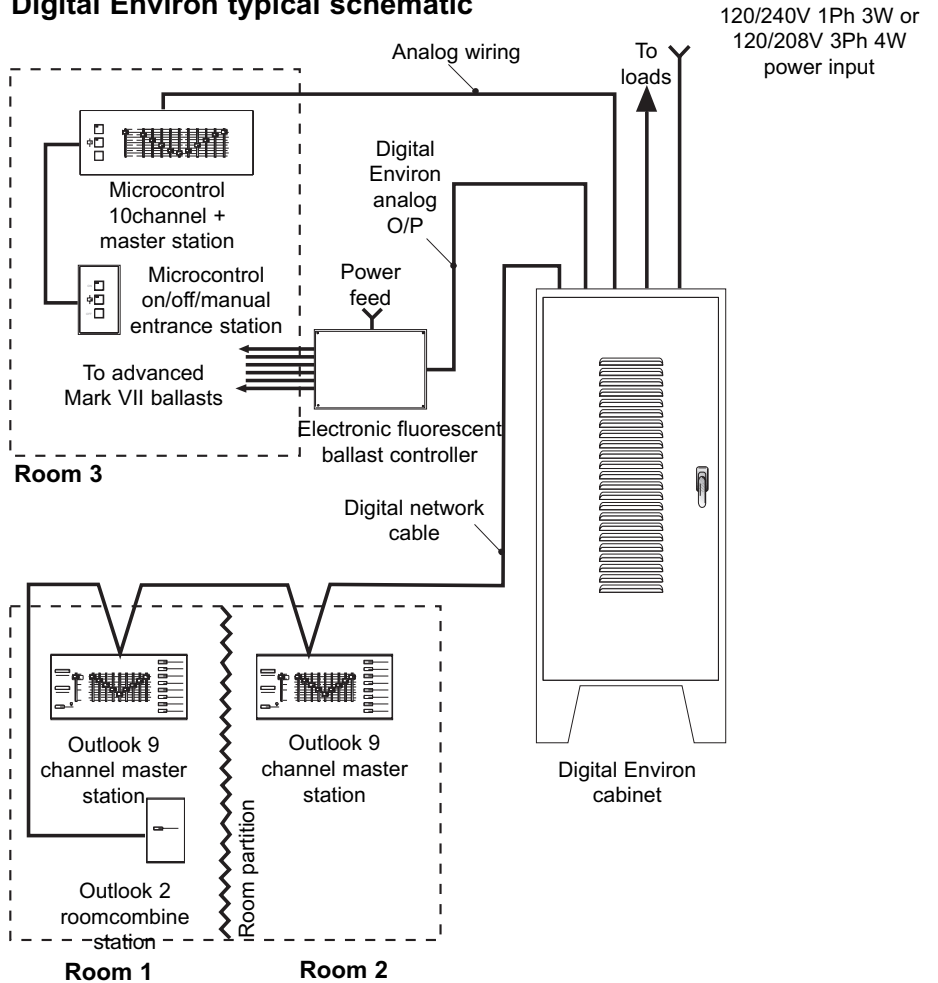 Digital Environ typical schematic
120/240V 1Ph 3W or
120/208V 3Ph 4W
power input
Analog wiring
To
loads
Digital
Environ
analog
O/P
Microcontrol
10channel +
master station
Microcontrol
on/off/manual
entrance station
Power
feed
To advanced
Mark VII ballasts
Electronic fluorescent
ballast controller
Room 3
Digital network
cable
Outlook 9
channel master
station
Outlook 9
channel master
station
Digital Environ
cabinet
Room partition
Outlook 2
roomcombine
station
Room 1
Room 2